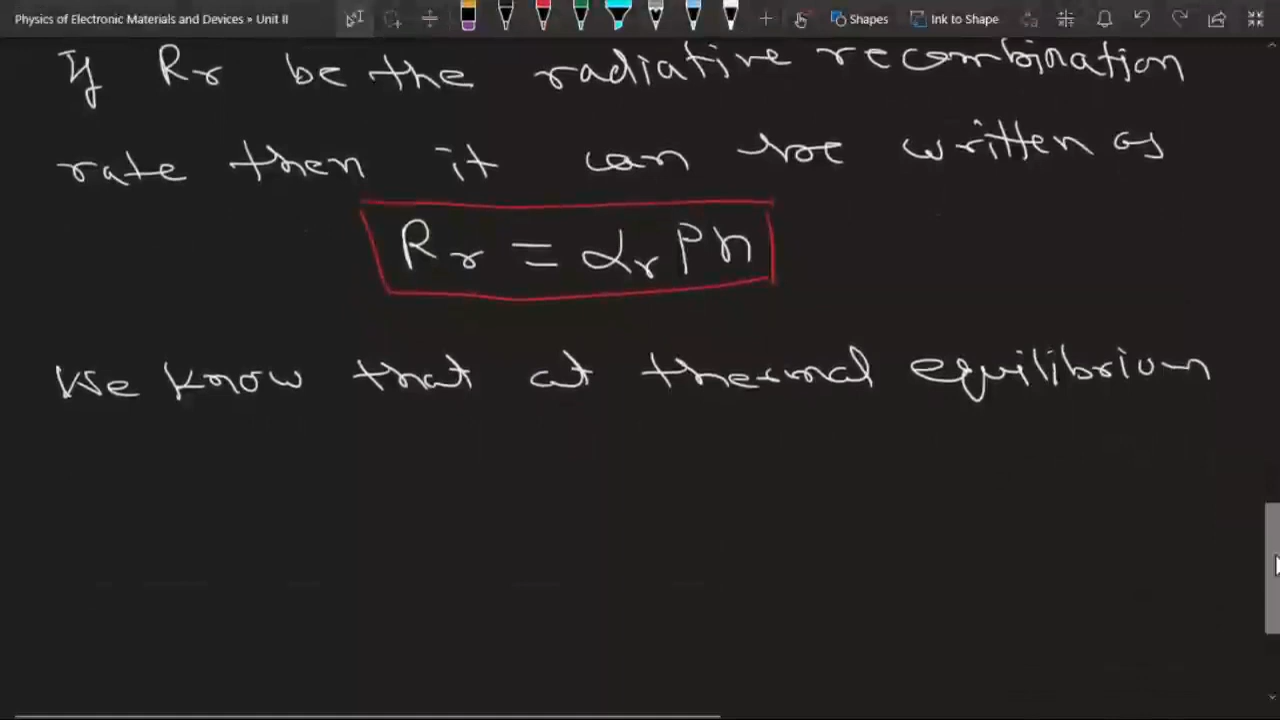 Physics of Electronic Materials and Devices » Unit II
Shapes
Ink to Shape
If Rr be the radiative recombination
rate then it can be written as
Rr = αr pn
We know that at thermal equilibrium